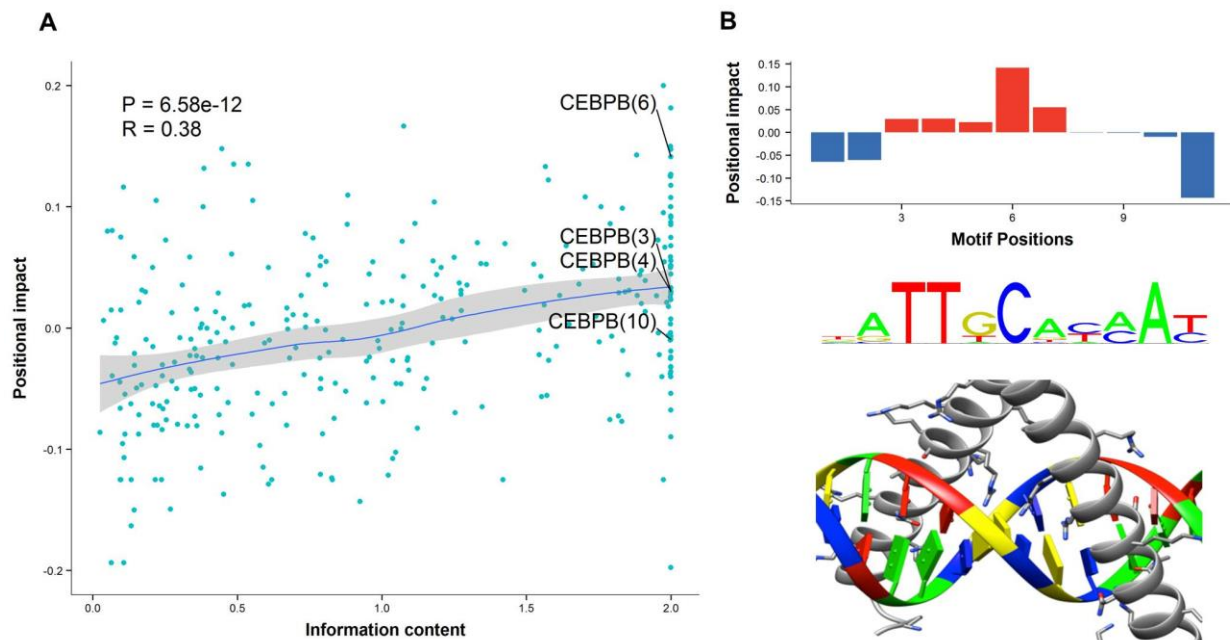 A
P = 6.58e-12
R = 0.38
CEBPB(6)
CEBPB(3)
CEBPB(4)
CEBPB(10)
0.2
0.1
0.0
-0.1
-0.2
Positional impact
0.0
0.5
1.0
1.5
2.0
Information content
B
0.15
0.10
0.05
0.00
-0.05
-0.10
-0.15
Positional impact
3
6
9
Motif Positions
ATTGCACAAT